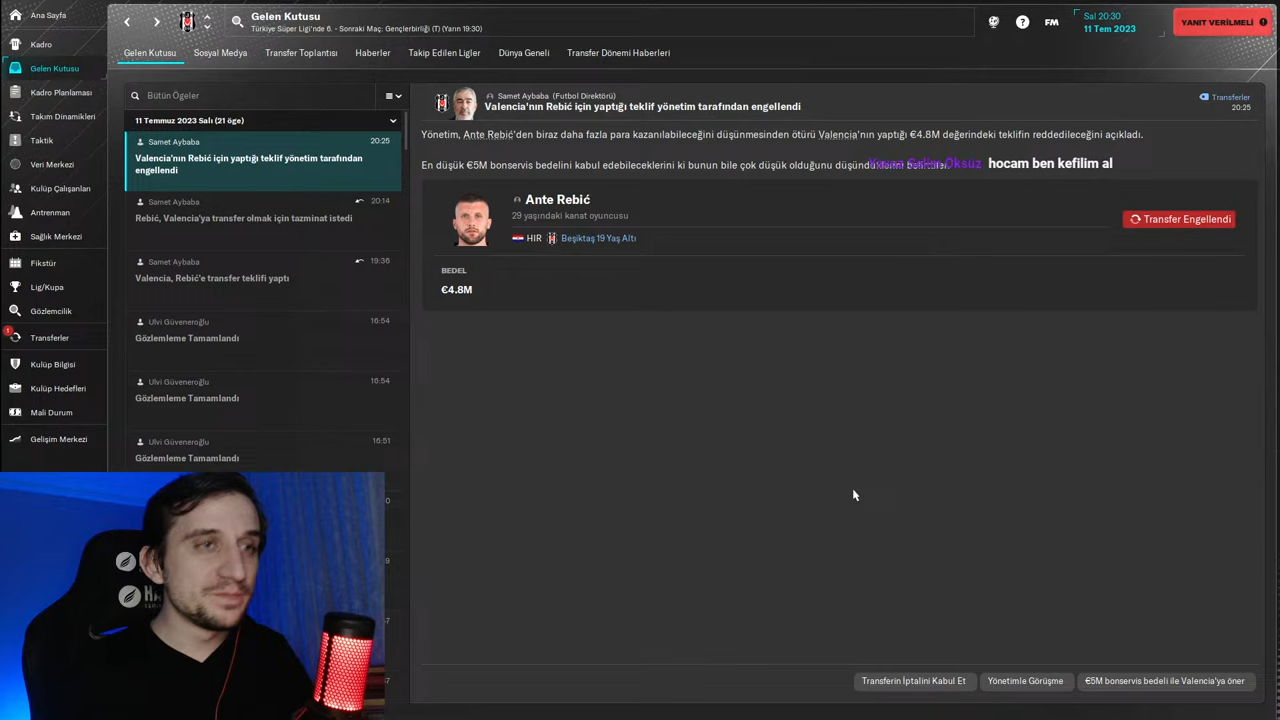 Ana Sayfa
Gelen Kutusu
Türkiye Süper Ligi'nde 6. - Sonraki Maç: Gençlerbirliği (T) (Yarın 19:30)
FM
Sal 20:30
11 Tem 2023
YANIT VERİLMELİ
Kadro
Gelen Kutusu
Kadro Planlaması
Takım Dinamikleri
Taktik
Veri Merkezi
Kulüp Çalışanları
Antrenman
Sağlık Merkezi
Fikstür
Lig/Kupa
Gözlemcilik
1
Transferler
Kulüp Bilgisi
Kulüp Hedefleri
Mali Durum
Gelişim Merkezi
Gelen Kutusu
Sosyal Medya
Transfer Toplantısı
Haberler
Takip Edilen Ligler
Dünya Geneli
Transfer Dönemi Haberleri
Bütün Ögeler
11 Temmuz 2023 Salı (21 öge)
Samet Aybaba
20:25
Valencia'nın Rebić için yaptığı teklif yönetim tarafından
engellendi
Samet Aybaba
20:14
Rebić, Valencia'ya transfer olmak için tazminat istedi
Samet Aybaba
19:36
Valencia, Rebić'e transfer teklifi yaptı
Ulvi Güveneroğlu
16:54
Gözlemleme Tamamlandı
Ulvi Güveneroğlu
16:54
Gözlemleme Tamamlandı
Ulvi Güveneroğlu
16:51
Gözlemleme Tamamlandı
Samet Aybaba (Futbol Direktörü)
Valencia'nın Rebić için yaptığı teklif yönetim tarafından engellendi
Transferler
20:25
Yönetim, Ante Rebić'den biraz daha fazla para kazanılabileceğini düşünmesinden ötürü Valencia'nın yaptığı €4.8M değerindeki teklifin reddedileceğini açıkladı.
En düşük €5M bonservis bedelini kabul edebileceklerini ki bunun bile çok düşük olduğunu
hocam ben kefilim al
Ante Rebić
29 yaşındaki kanat oyuncusu
HIR
Beşiktaş 19 Yaş Altı
Transfer Engellendi
BEDEL
€4.8M
Transferin İptalini Kabul Et
Yönetimle Görüşme
€5M bonservis bedeli ile Valencia'ya öner